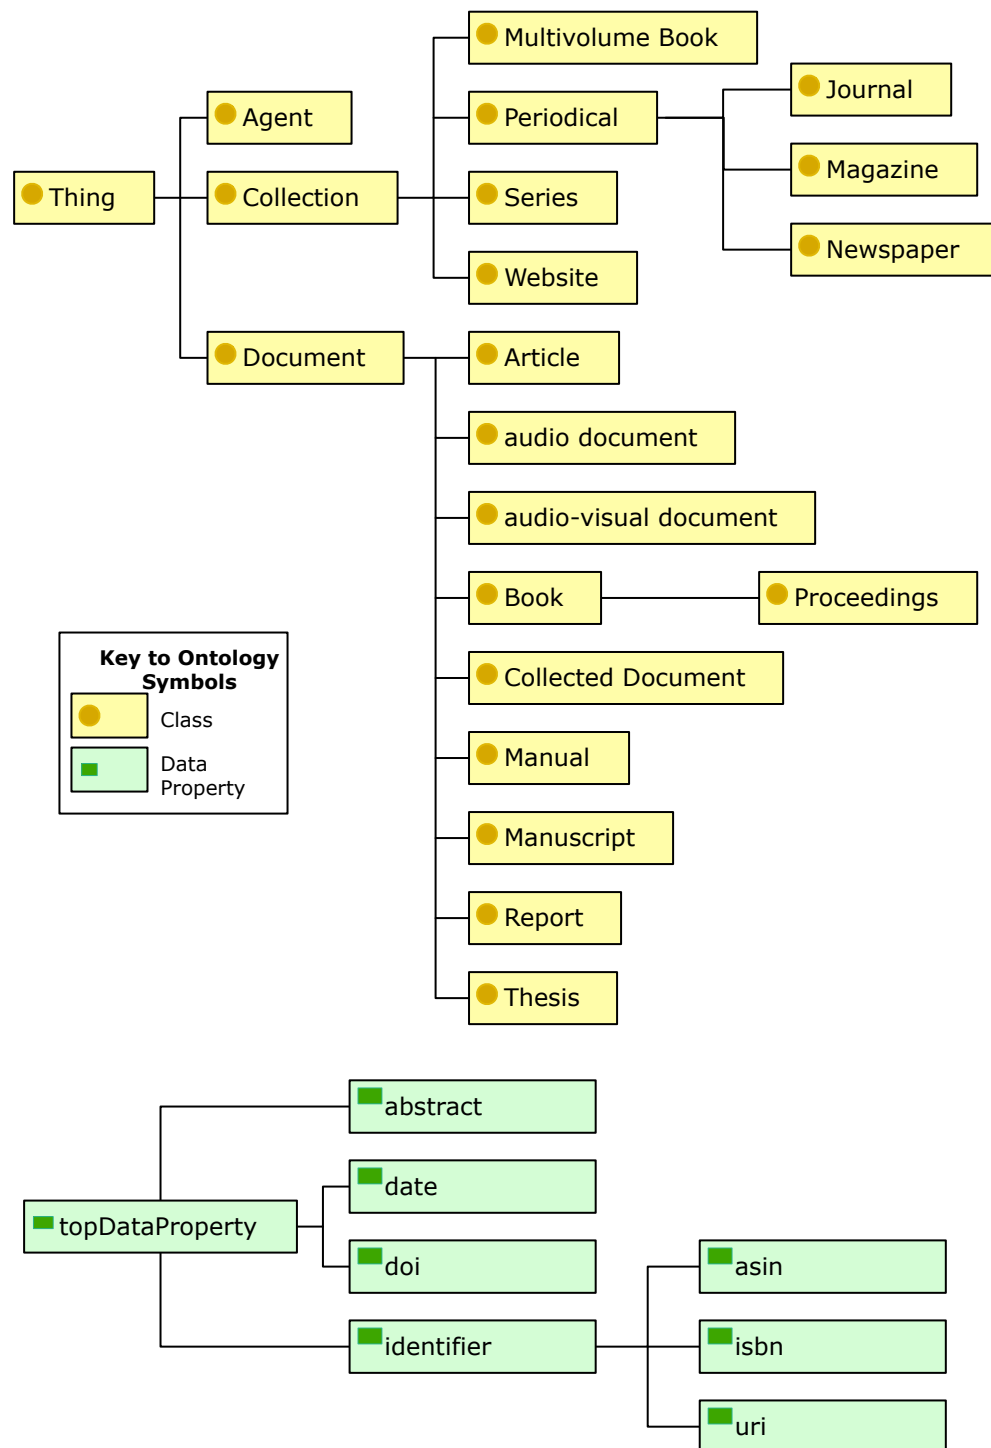 Multivolume Book
Agent
Periodical
Journal
Thing
Collection
Series
Magazine
Website
Newspaper
Document
Article
audio document
audio-visual document
Book
Proceedings
Key to Ontology
Symbols
Class
Data
Property
Collected Document
Manual
Manuscript
Report
Thesis
abstract
date
topDataProperty
doi
asin
identifier
isbn
uri